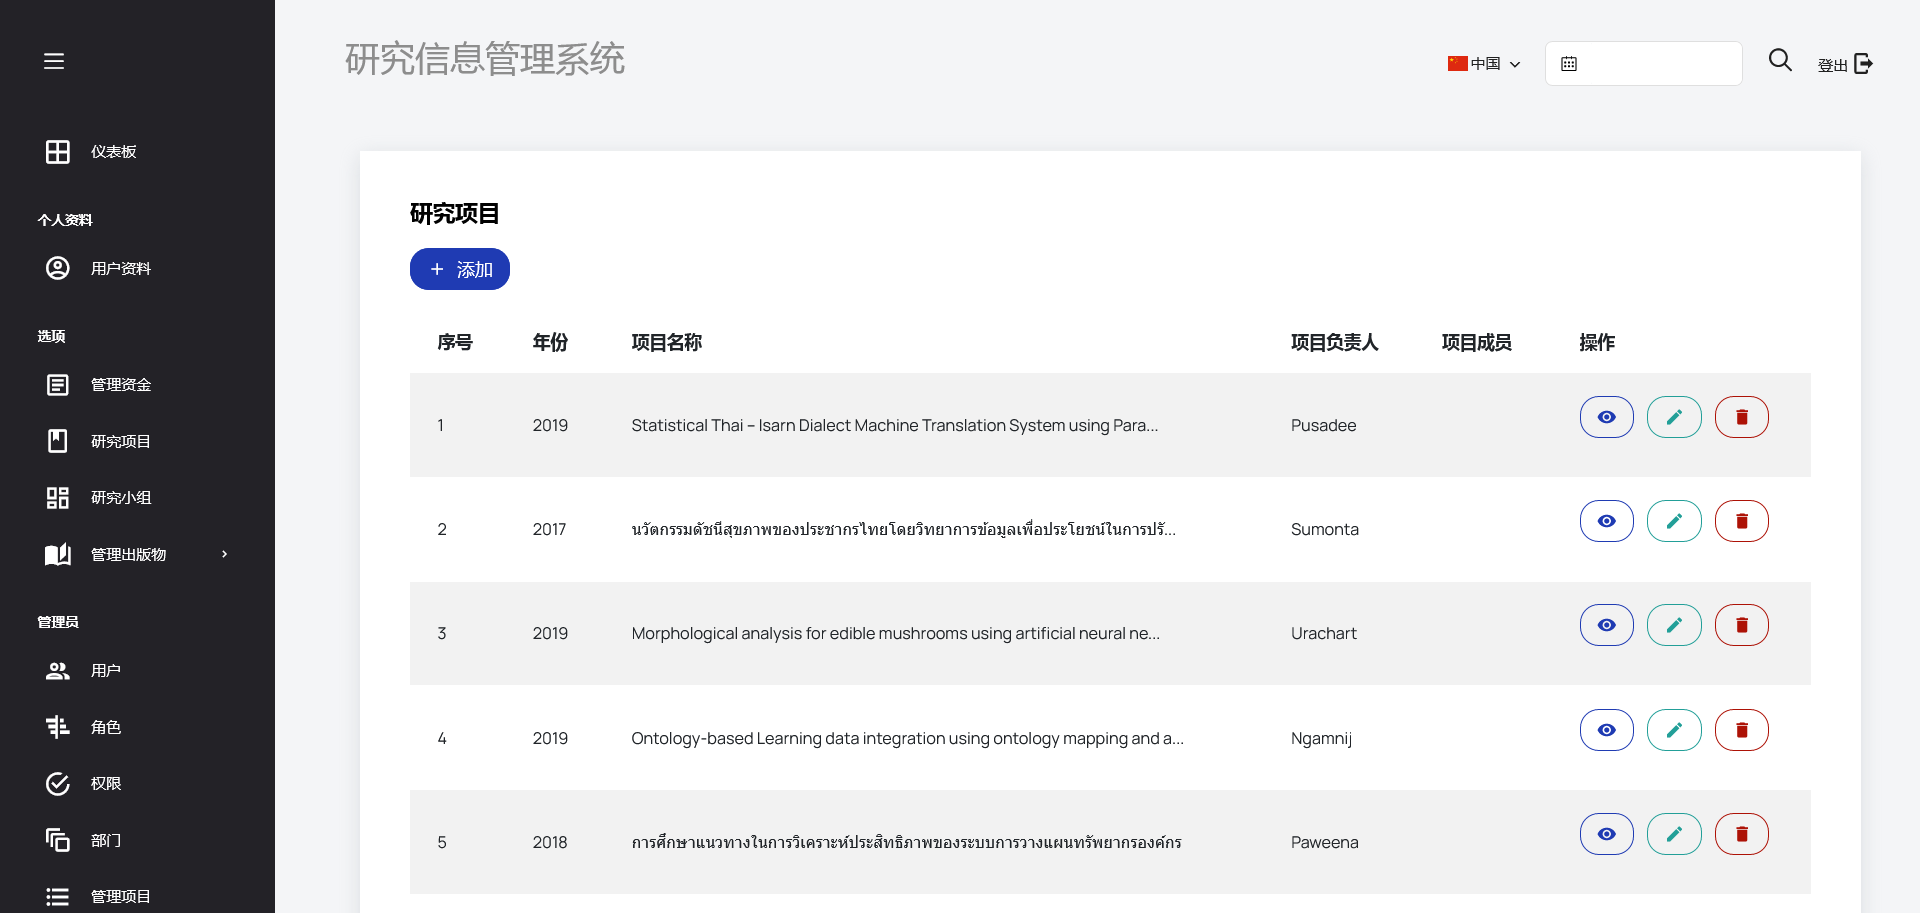 研究信息管理系统
中国
登出
仪表板
个人资料
用户资料
选项
管理资金
研究项目
研究小组
管理出版物
管理员
用户
角色
权限
部门
管理项目
研究项目
添加
序号 年份 项目名称 项目负责人 项目成员 操作
1 2019 Statistical Thai – Isarn Dialect Machine Translation System using Para... Pusadee
2 2017 นวัตกรรมดัชนีสุขภาพของประชากรไทยโดยวิทยาการข้อมูลเพื่อประโยชน์ในการปรั... Sumonta
3 2019 Morphological analysis for edible mushrooms using artificial neural ne... Urachart
4 2019 Ontology-based Learning data integration using ontology mapping and a... Ngamnij
5 2018 การศึกษาแนวทางในการวิเคราะห์ประสิทธิภาพของระบบการวางแผนทรัพยากรองค์กร Paweena